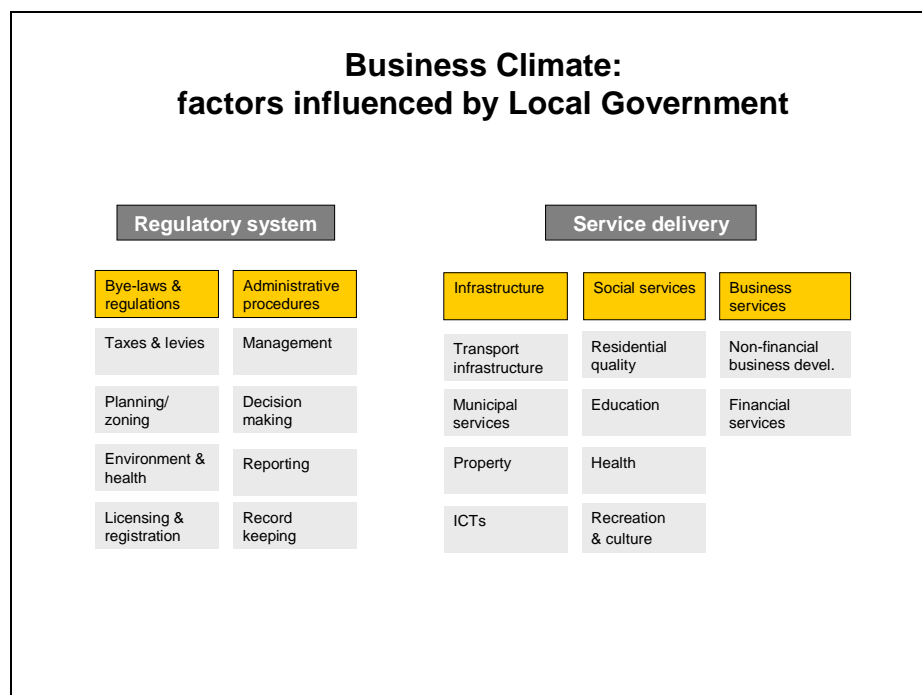 Business Climate:
factors influenced by Local Government
Regulatory system
Service delivery
Bye-laws &
regulations
Administrative
procedures
Infrastructure
Social services
Business
services
Taxes & levies
Management
Transport
infrastructure
Residential
quality
Non-financial
business devel.
Planning/
zoning
Decision
making
Municipal
services
Education
Financial
services
Environment &
health
Reporting
Property
Health
Licensing &
registration
Record
keeping
ICTs
Recreation
& culture